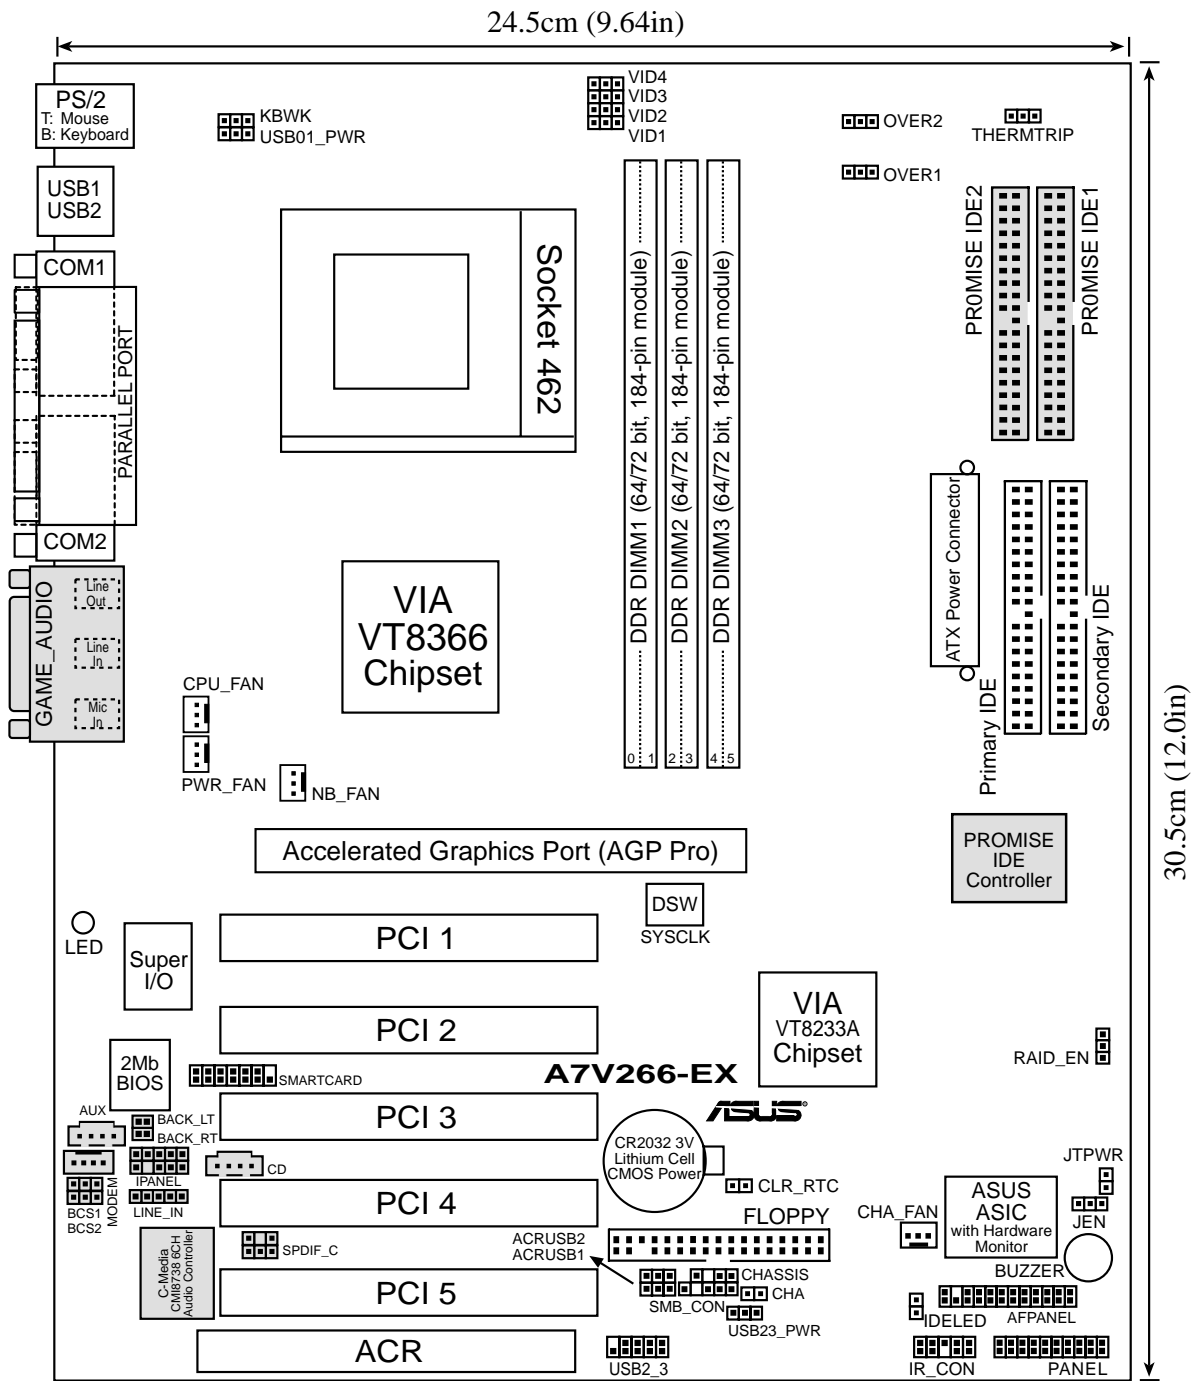 24.5cm (9.64in)
PS/2
T: Mouse
B: Keyboard
KBWK
USB01_PWR
VID4
VID3
VID2
VID1
OVER2
THERMTRIP
OVER1
USB1
USB2
COM1
PARALLEL PORT
COM2
Socket 462
DDR DIMM1 (64/72 bit, 184-pin module)
DDR DIMM2 (64/72 bit, 184-pin module)
DDR DIMM3 (64/72 bit, 184-pin module)
0 1
2 3
4 5
PR0MISE IDE2
PR0MISE IDE1
ATX Power Connector
Primary IDE
Secondary IDE
30.5cm (12.0in)
GAME_AUDIO
Line
Out
Line
In
Mic
In
VIA
VT8366
Chipset
CPU_FAN
PWR_FAN
NB_FAN
Accelerated Graphics Port (AGP Pro)
PROMISE
IDE
Controller
DSW
SYSCLK
LED
Super
I/O
PCI 1
PCI 2
VIA
VT8233A
Chipset
RAID_EN
2Mb
BIOS
SMARTCARD
A7V266-EX
ASUS
®
AUX
BACK_LT
BACK_RT
PCI 3
CR2032 3V
Lithium Cell
CMOS Power
IPANEL
CD
BCS1
BCS2
MODEM
LINE_IN
PCI 4
CLR_RTC
FLOPPY
JTPWR
ASUS
ASIC
with Hardware
Monitor
JEN
CHA_FAN
BUZZER
C-Media
CMI8738 6CH
Audio Controller
SPDIF_C
ACRUSB2
ACRUSB1
PCI 5
CHASSIS
CHA
SMB_CON
USB23_PWR
IDELED
AFPANEL
ACR
USB2_3
IR_CON
PANEL